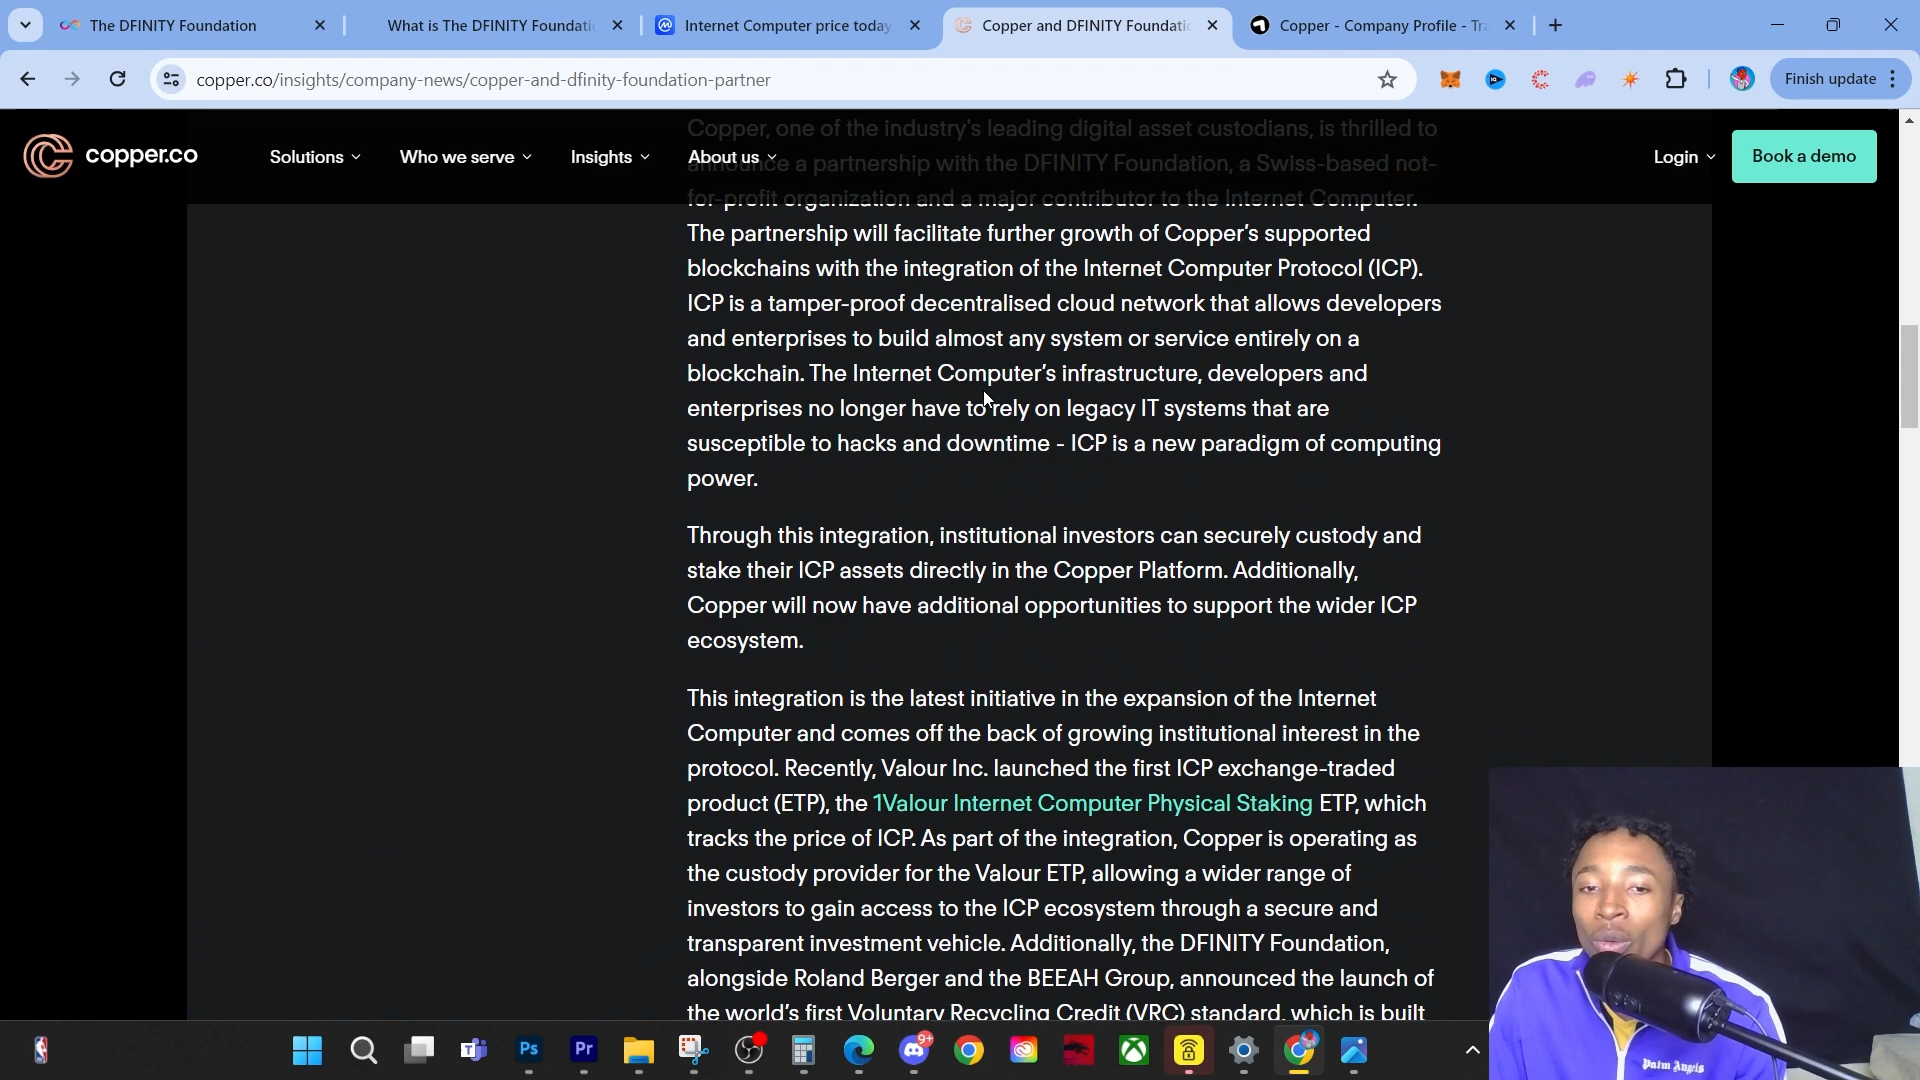 The DFINITY Foundation
What is The DFINITY Foundatic
Internet Computer price today,
Copper and DFINITY Foundatic
Copper - Company Profile - Tra
copper.co/insights/company-news/copper-and-dfinity-foundation-partner
Finish update
copper.co
Solutions
Who we serve
Insights
About us
Login
Book a demo
Copper, one of the industry's leading digital asset custodians, is thrilled to
announce a partnership with the DFINITY Foundation, a Swiss-based not-
for-profit organization and a major contributor to the Internet Computer.
The partnership will facilitate further growth of Copper's supported
blockchains with the integration of the Internet Computer Protocol (ICP).
ICP is a tamper-proof decentralised cloud network that allows developers
and enterprises to build almost any system or service entirely on a
blockchain. The Internet Computer's infrastructure, developers and
enterprises no longer have to rely on legacy IT systems that are
susceptible to hacks and downtime - ICP is a new paradigm of computing
power.
Through this integration, institutional investors can securely custody and
stake their ICP assets directly in the Copper Platform. Additionally,
Copper will now have additional opportunities to support the wider ICP
ecosystem.
This integration is the latest initiative in the expansion of the Internet
Computer and comes off the back of growing institutional interest in the
protocol. Recently, Valour Inc. launched the first ICP exchange-traded
product (ETP), the 1Valour Internet Computer Physical Staking ETP, which
tracks the price of ICP. As part of the integration, Copper is operating as
the custody provider for the Valour ETP, allowing a wider range of
investors to gain access to the ICP ecosystem through a secure and
transparent investment vehicle. Additionally, the DFINITY Foundation,
alongside Roland Berger and the BEEAH Group, announced the launch of
the world's first Voluntary Recycling Credit (VRC) standard, which is built
Ps
Pr
9+
Palm Angels